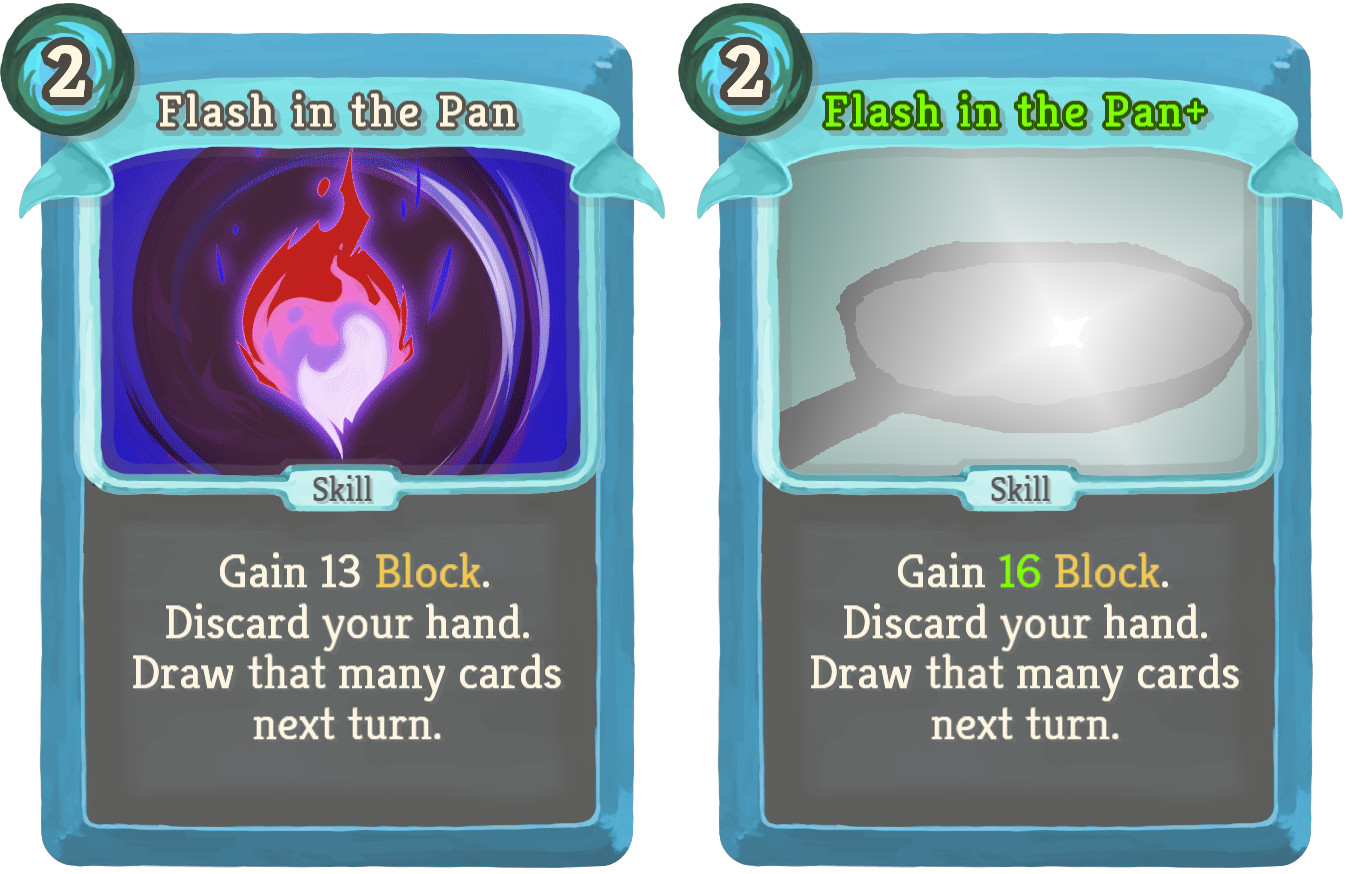 2
Flash in the Pan
Skill
Gain 13 Block.
Discard your hand.
Draw that many cards
next turn.
2
Flash in the Pan+
Skill
Gain 16 Block.
Discard your hand.
Draw that many cards
next turn.